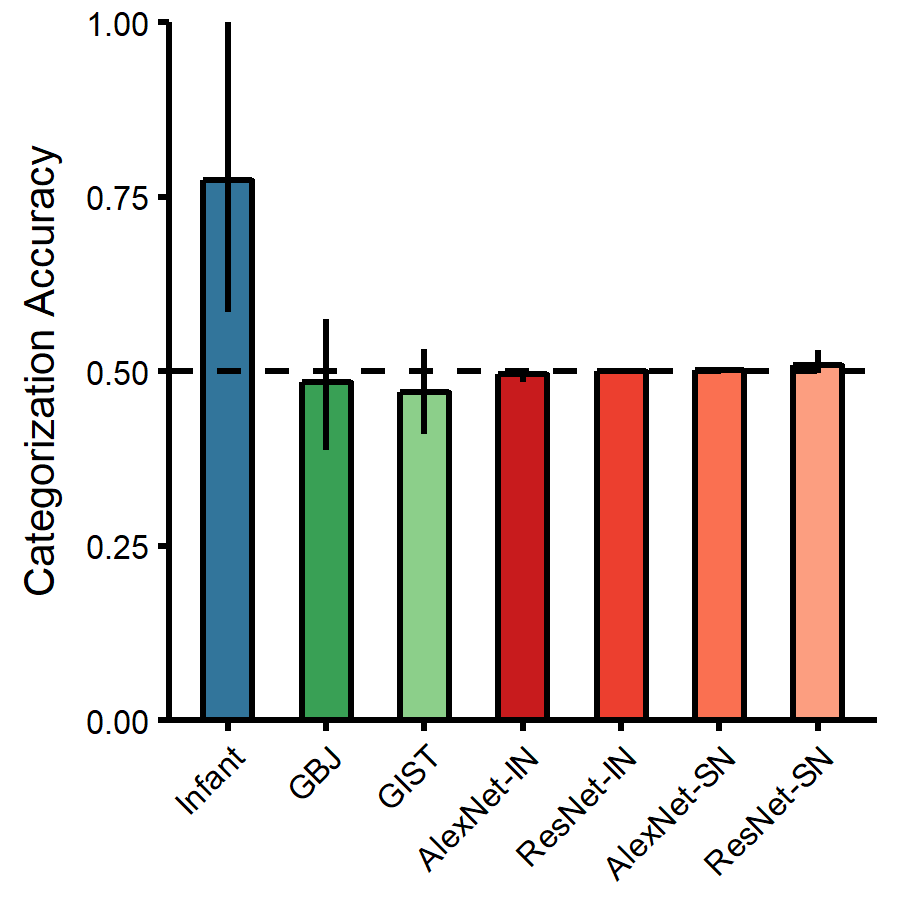 Categorization Accuracy
1.00
0.75
0.50
0.25
0.00
Infant
GBJ
GIST
AlexNet-IN
ResNet-IN
AlexNet-SN
ResNet-SN